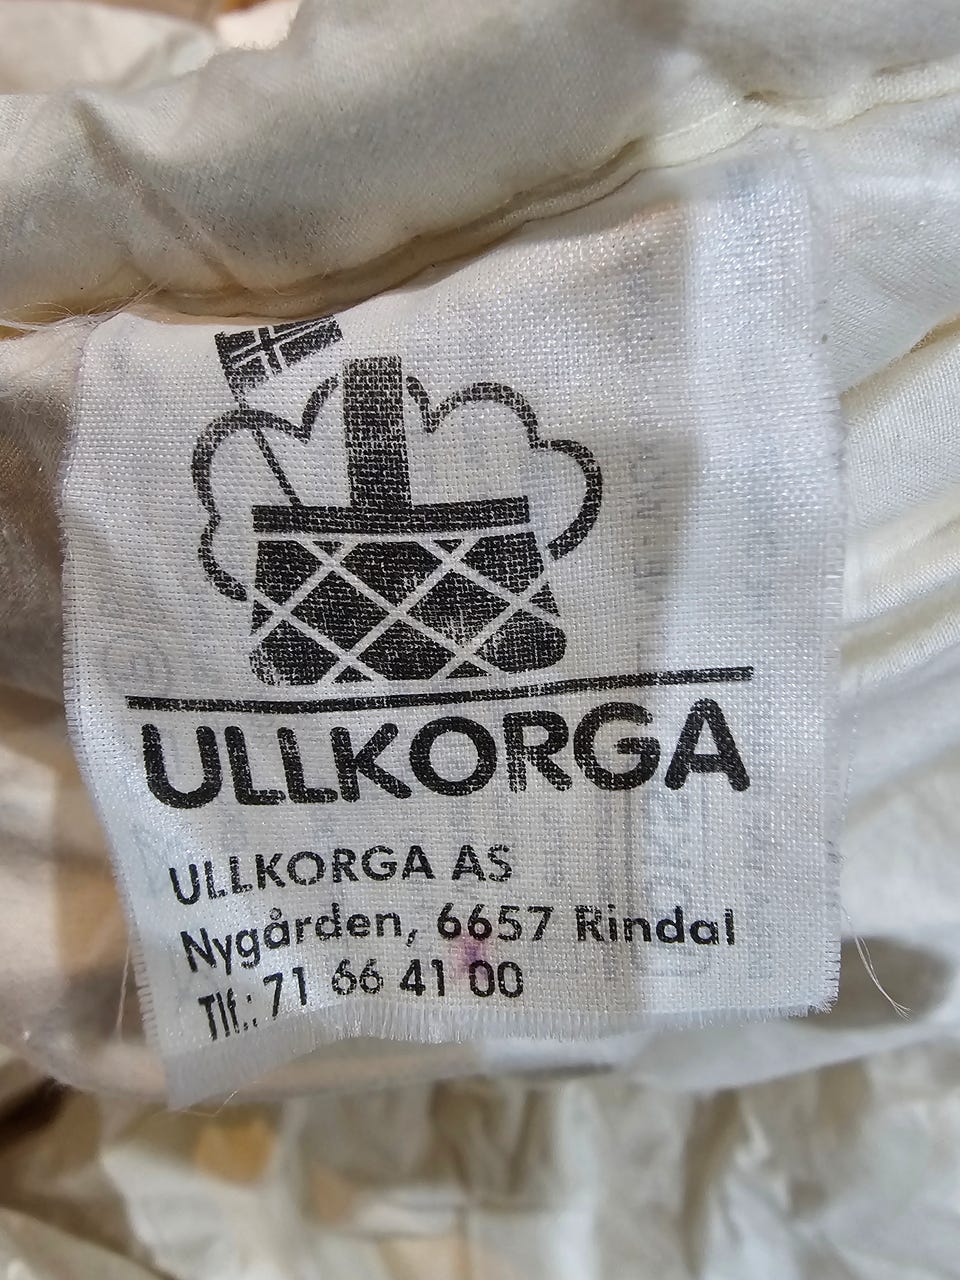 ULLKORGA
ULLKORGA AS
Nygården, 6657 Rindal
Tlf.: 71 66 41 00